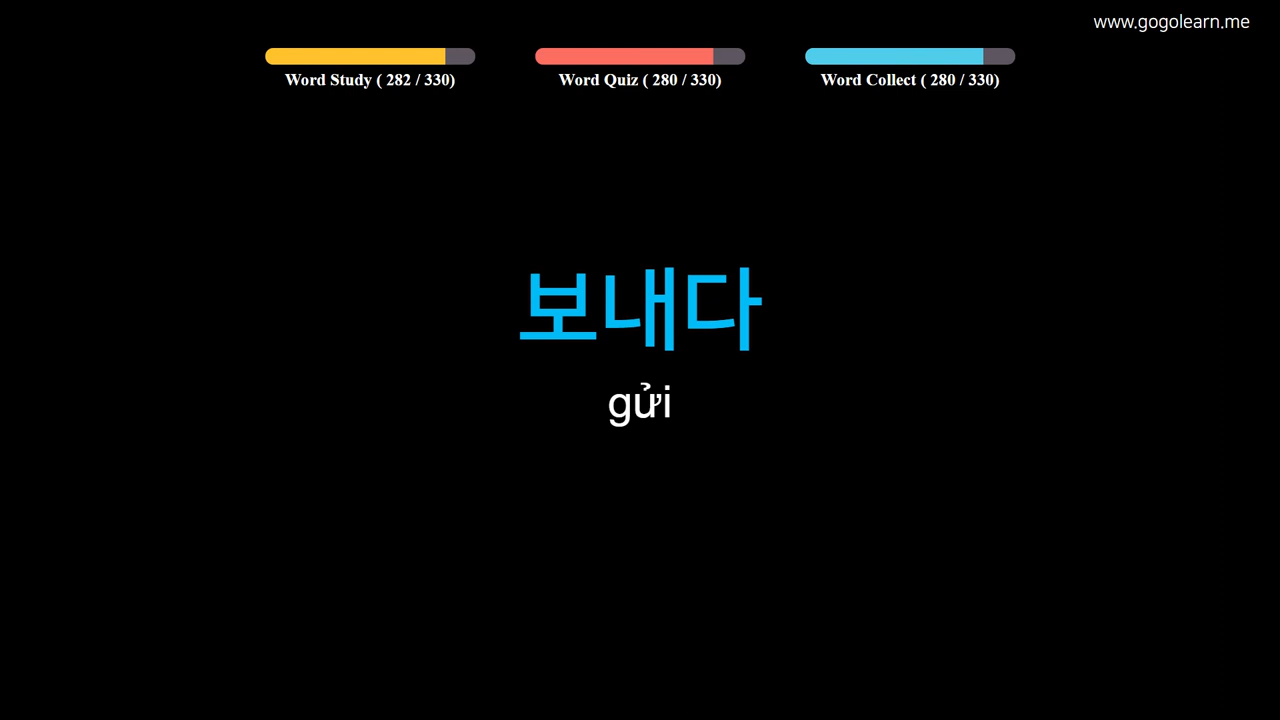 www.gogolearn.me
Word Study ( 282 / 330)
Word Quiz ( 280 / 330)
Word Collect ( 280 / 330)
보내다
gửi